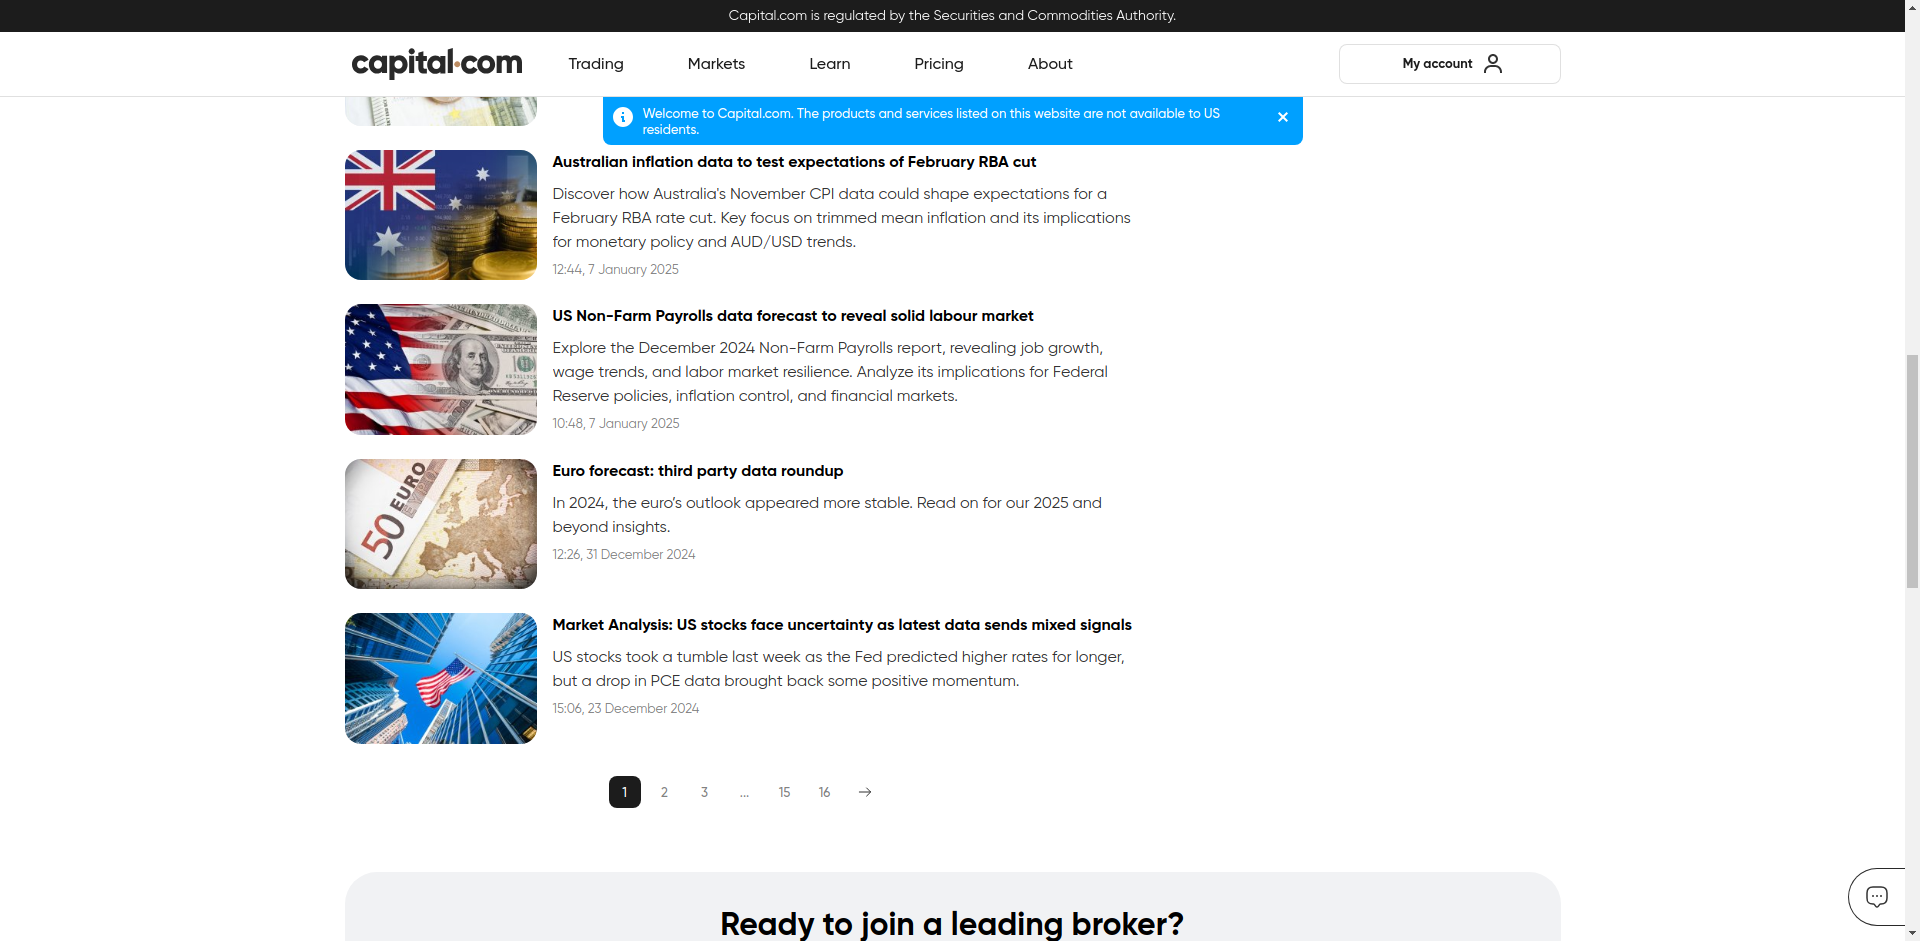 Capital.com is regulated by the Securities and Commodities Authority.
capital.com
Trading
Markets
Learn
Pricing
About
My account
Welcome to Capital.com. The products and services listed on this website are not available to US
residents.
Australian inflation data to test expectations of February RBA cut
Discover how Australia's November CPI data could shape expectations for a
February RBA rate cut. Key focus on trimmed mean inflation and its implications
for monetary policy and AUD/USD trends.
12:44, 7 January 2025
US Non-Farm Payrolls data forecast to reveal solid labour market
Explore the December 2024 Non-Farm Payrolls report, revealing job growth,
wage trends, and labor market resilience. Analyze its implications for Federal
Reserve policies, inflation control, and financial markets.
10:48, 7 January 2025
50 EURO
Euro forecast: third party data roundup
In 2024, the euro’s outlook appeared more stable. Read on for our 2025 and
beyond insights.
12:26, 31 December 2024
Market Analysis: US stocks face uncertainty as latest data sends mixed signals
US stocks took a tumble last week as the Fed predicted higher rates for longer,
but a drop in PCE data brought back some positive momentum.
15:06, 23 December 2024
1 2 3 ... 15 16
Ready to join a leading broker?